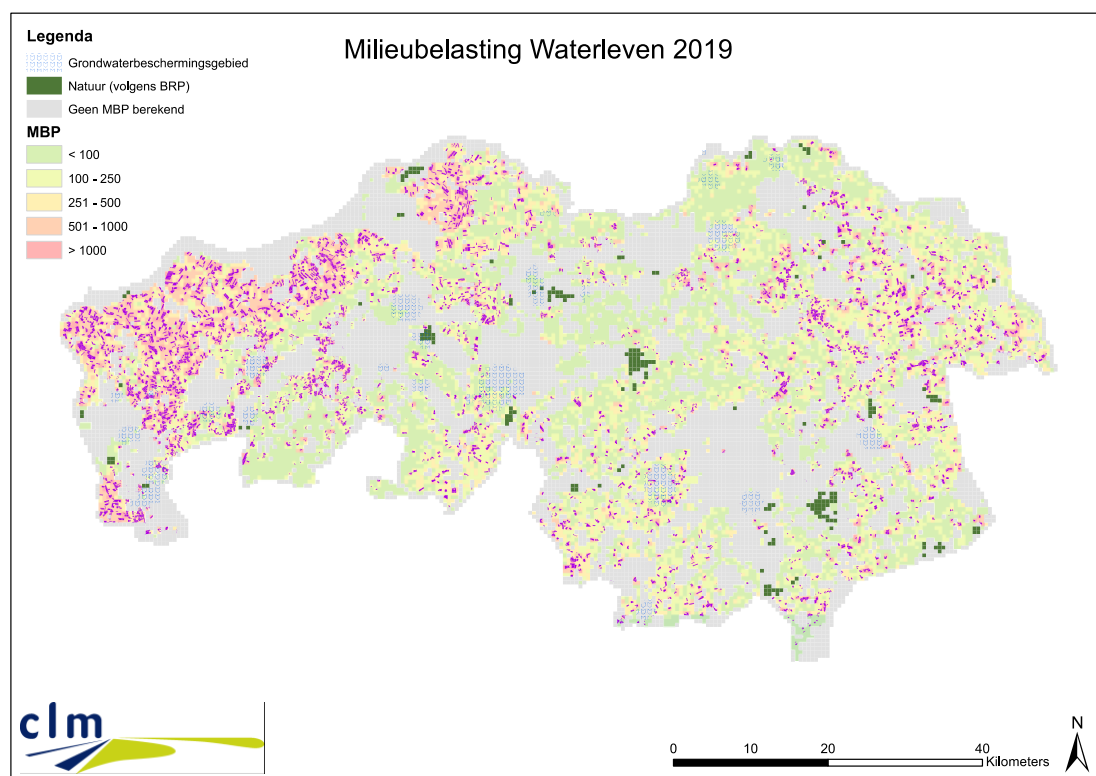 Milieubelasting Waterleven 2019
Legenda
Grondwaterbeschermingsgebied
Natuur (volgens BRP)
Geen MBP berekend
MBP
< 100
100 - 250
251 - 500
501 - 1000
> 1000
clm
N
0 10 20 40
Kilometers